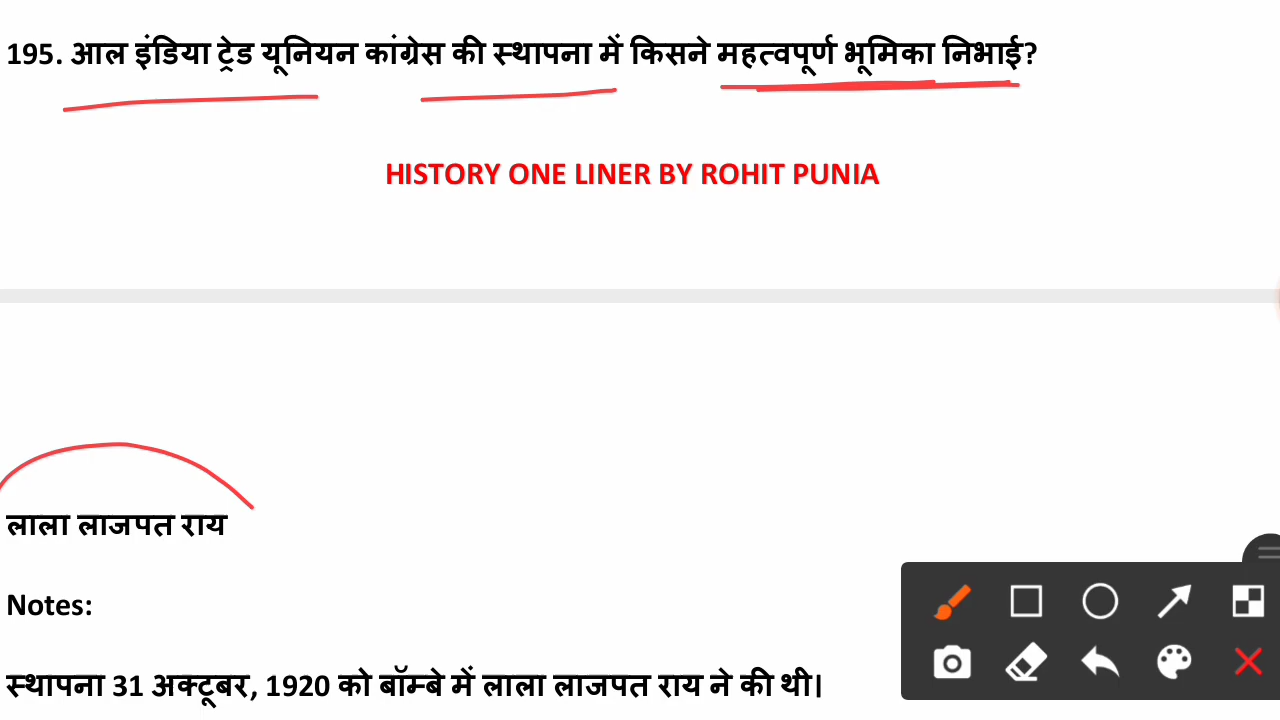 195. आल इंडिया ट्रेड यूनियन कांग्रेस की स्थापना में किसने महत्वपूर्ण भूमिका निभाई?
HISTORY ONE LINER BY ROHIT PUNIA
लाला लाजपत राय
Notes:
स्थापना 31 अक्टूबर, 1920 को बॉम्बे में लाला लाजपत राय ने की थी।